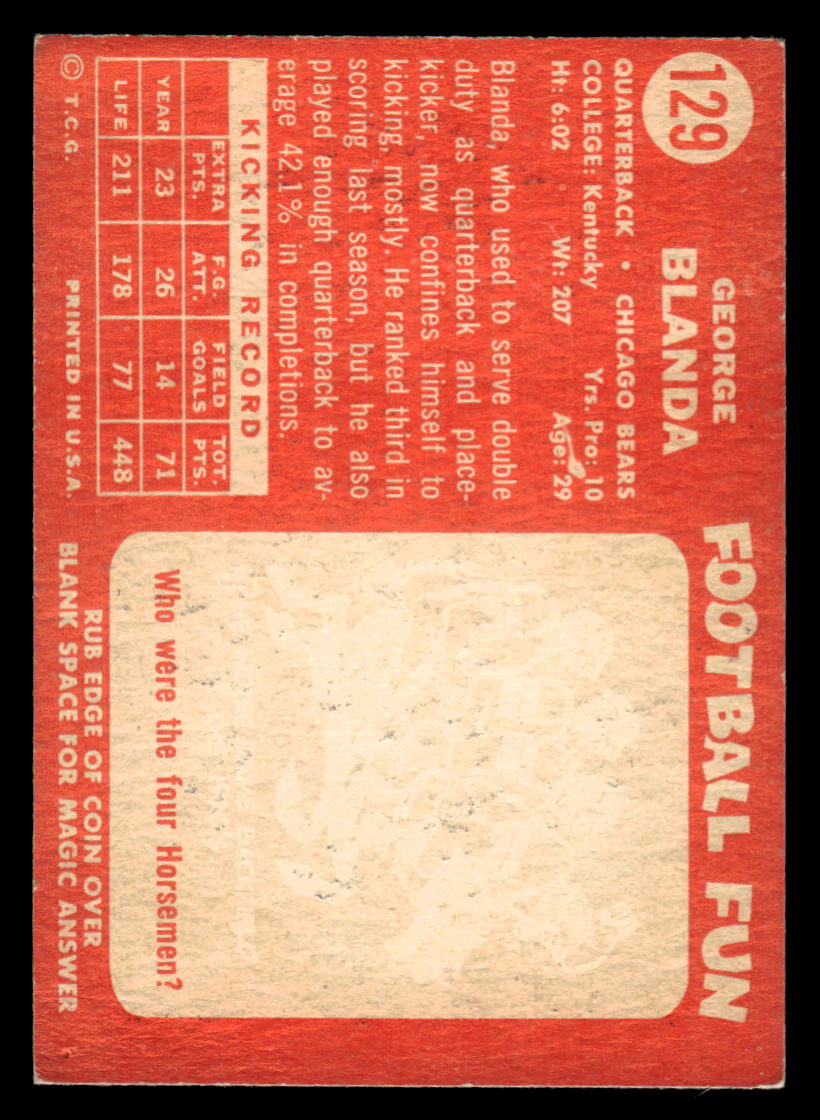 129
GEORGE
BLANDA
QUARTERBACK • CHICAGO BEARS
COLLEGE: Kentucky Yrs. Pro: 10
Ht: 6:02 Wt: 207 Age: 29
Blanda, who used to serve double
duty as quarterback and place-
kicker, now confines himself to
kicking, mostly. He ranked third in
scoring last season, but he also
played enough quarterback to av-
erage 42.1% in completions.
KICKING RECORD
EXTRA PTS. F.G. ATT. FIELD GOALS TOT. PTS.
YEAR 23 26 14 71
LIFE 211 178 77 448
© T.C.G. PRINTED IN U.S.A.
FOOTBALL FUN
Who were the four Horsemen?
RUB EDGE OF COIN OVER
BLANK SPACE FOR MAGIC ANSWER